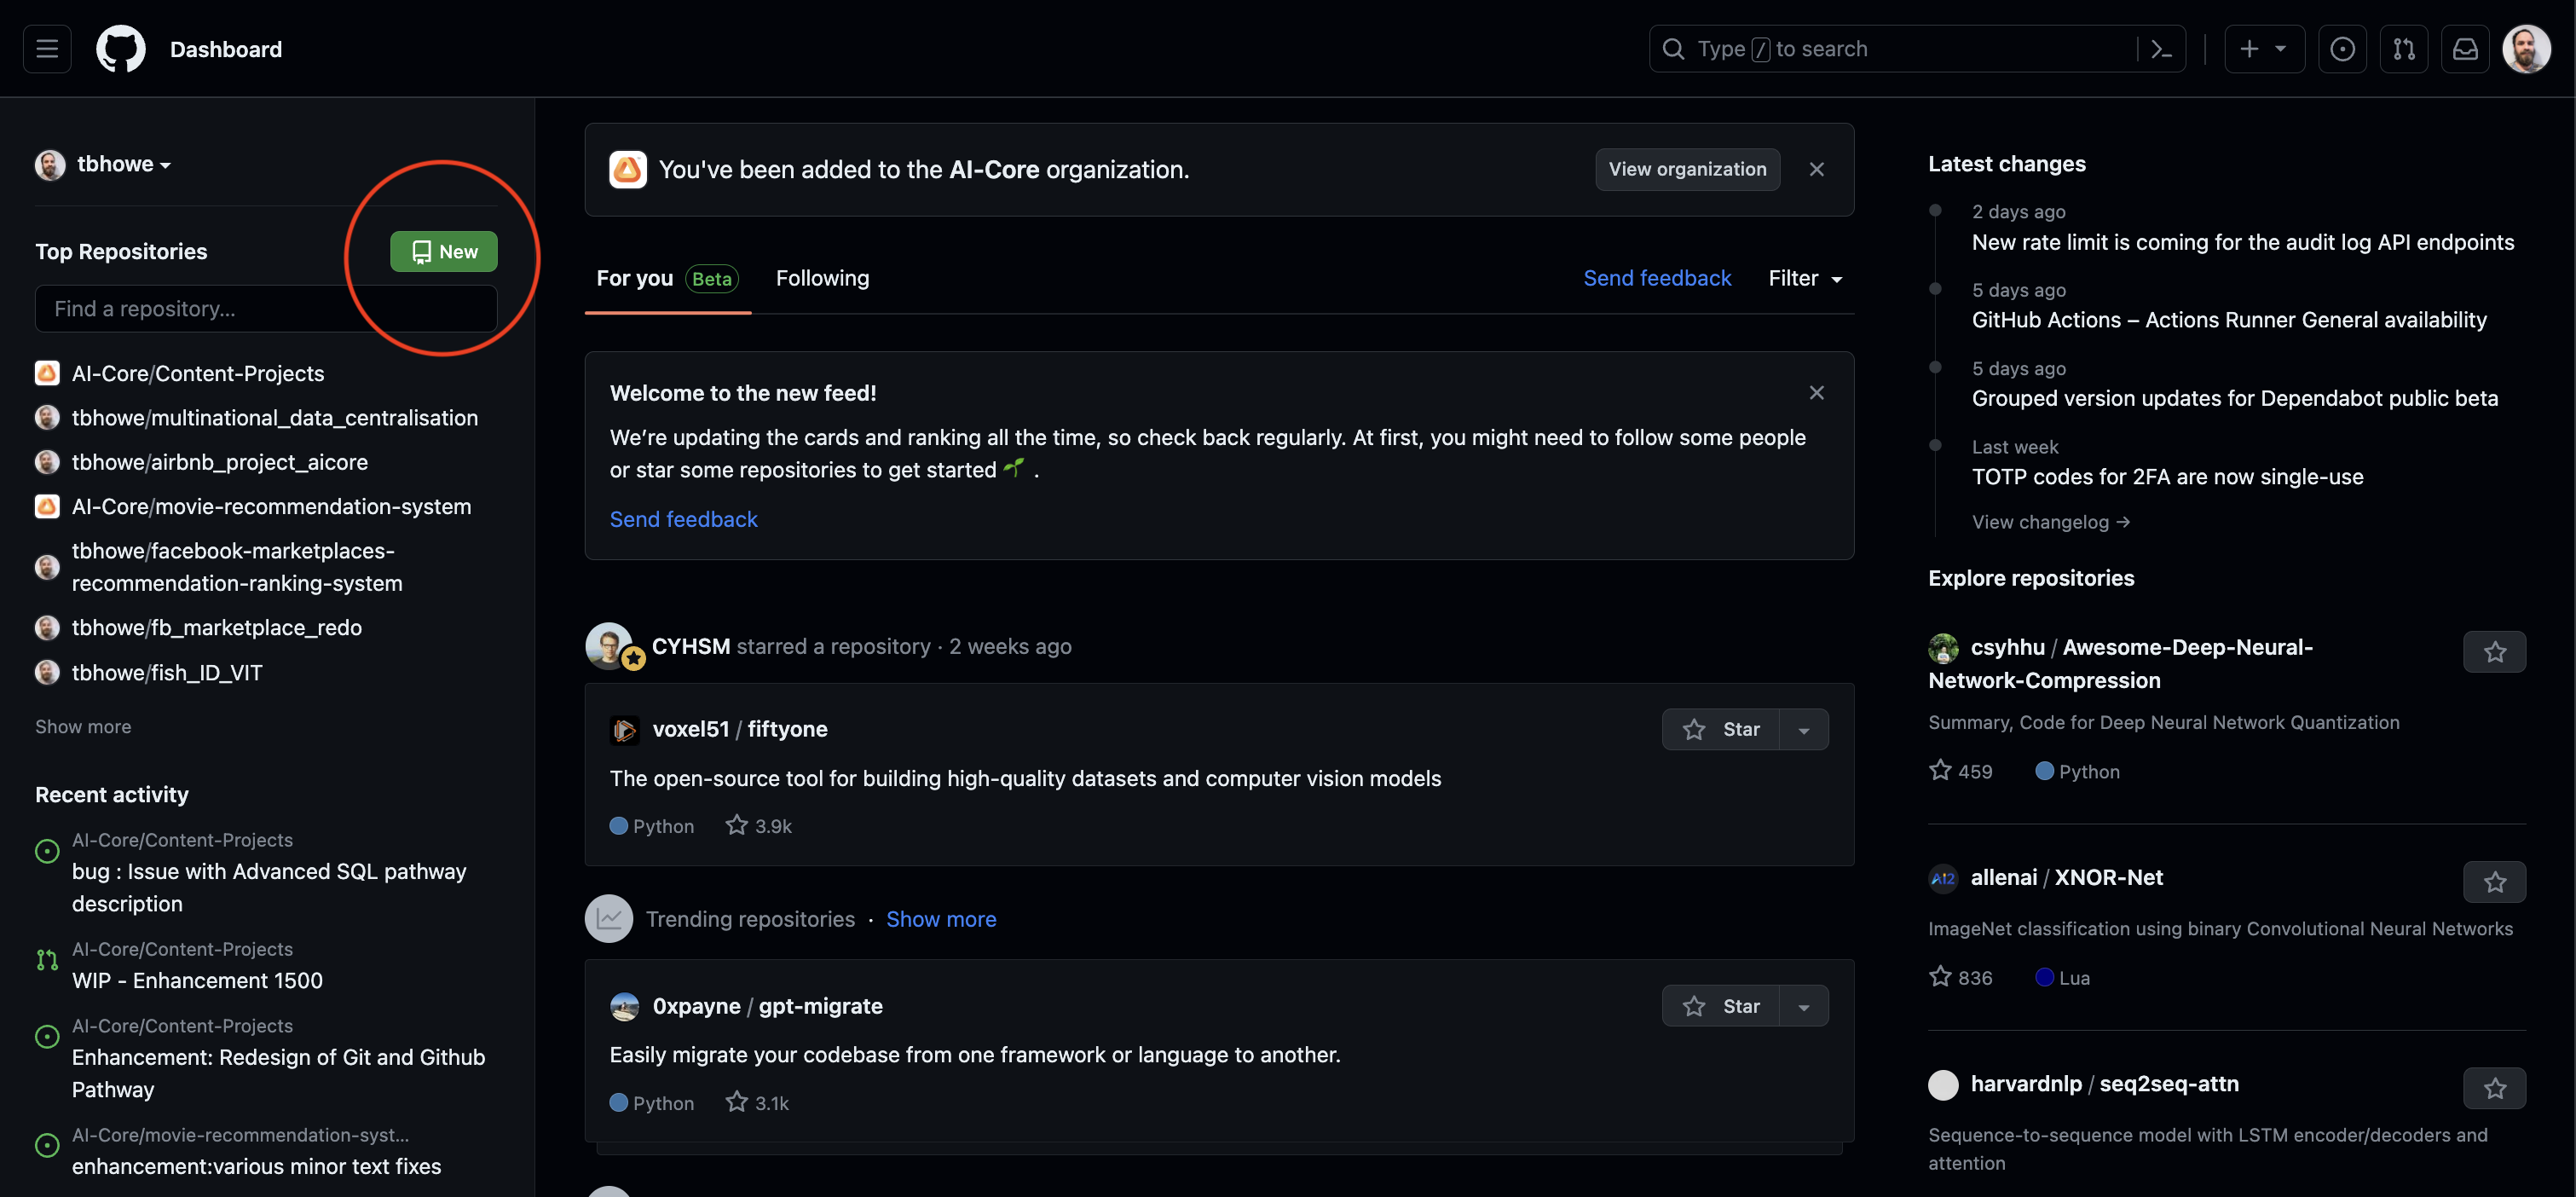 Dashboard
Type / to search
tbhowe
Top Repositories
New
Find a repository...
AI-Core/Content-Projects
tbhowe/multinational_data_centralisation
tbhowe/airbnb_project_aicore
AI-Core/movie-recommendation-system
tbhowe/facebook-marketplaces-
recommendation-ranking-system
tbhowe/fb_marketplace_redo
tbhowe/fish_ID_VIT
Show more
Recent activity
AI-Core/Content-Projects
bug : Issue with Advanced SQL pathway
description
AI-Core/Content-Projects
WIP - Enhancement 1500
AI-Core/Content-Projects
Enhancement: Redesign of Git and Github
Pathway
AI-Core/movie-recommendation-syst...
enhancement:various minor text fixes
You've been added to the AI-Core organization.
View organization
For you Beta
Following
Send feedback
Filter
Welcome to the new feed!
We’re updating the cards and ranking all the time, so check back regularly. At first, you might need to follow some people
or star some repositories to get started .
Send feedback
CYHSM starred a repository · 2 weeks ago
voxel51 / fiftyone
Star
The open-source tool for building high-quality datasets and computer vision models
Python 3.9k
Trending repositories · Show more
0xpayne / gpt-migrate
Star
Easily migrate your codebase from one framework or language to another.
Python 3.1k
Latest changes
2 days ago
New rate limit is coming for the audit log API endpoints
5 days ago
GitHub Actions – Actions Runner General availability
5 days ago
Grouped version updates for Dependabot public beta
Last week
TOTP codes for 2FA are now single-use
View changelog →
Explore repositories
csyhhu / Awesome-Deep-Neural-
Network-Compression
Summary, Code for Deep Neural Network Quantization
459 Python
AI2
allenai / XNOR-Net
ImageNet classification using binary Convolutional Neural Networks
836 Lua
harvardnlp / seq2seq-attn
Sequence-to-sequence model with LSTM encoder/decoders and
attention